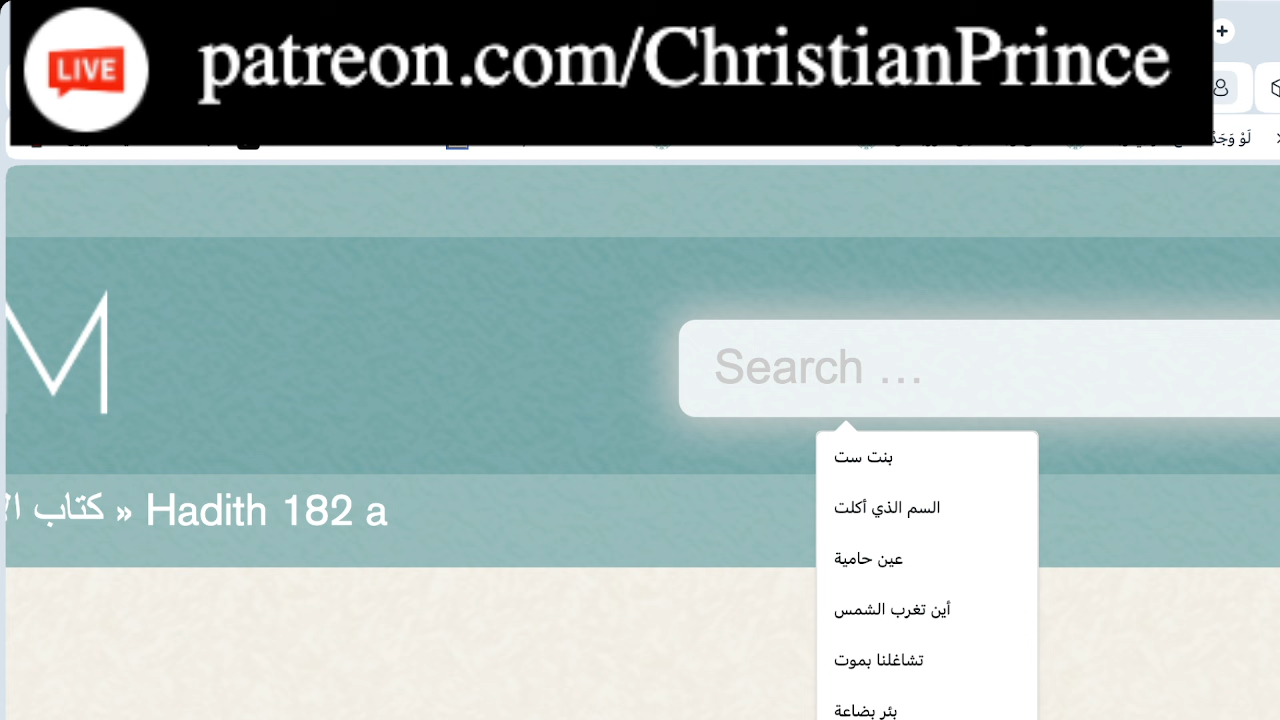 LIVE
patreon.com/ChristianPrince
لَوْ وَجَدْ
M
كتاب » Hadith 182 a
Search ...
بنت ست
السم الذي أكلت
عين حامية
أين تغرب الشمس
تشاغلنا بموت
بئر بضاعة